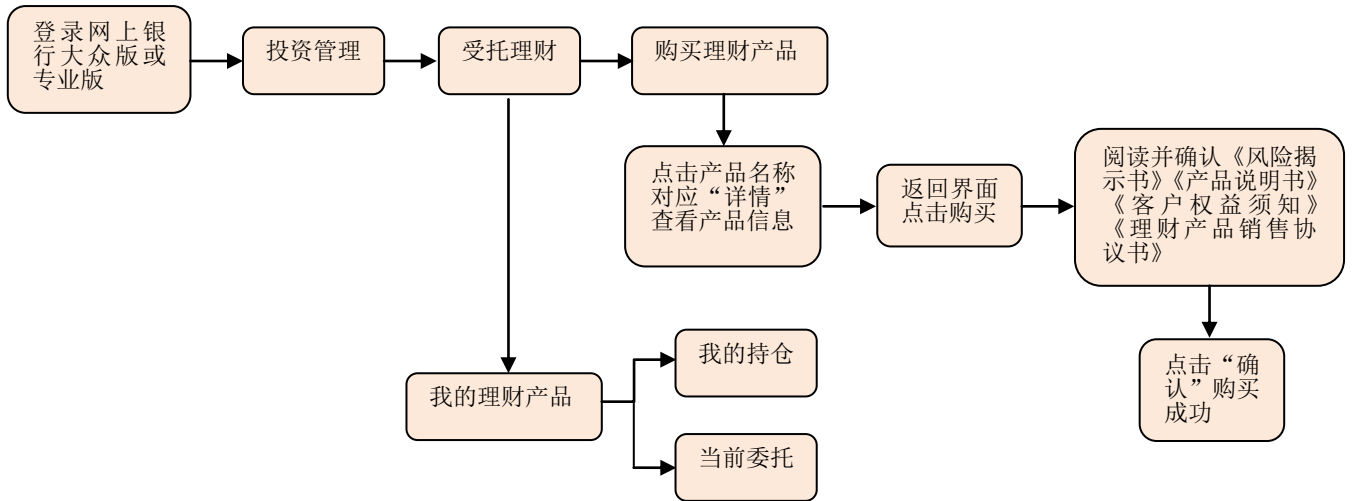 登录网上银
行大众版或
专业版
投资管理
受托理财
购买理财产品
点击产品名称
对应“详情”
查看产品信息
返回界面
点击购买
阅读并确认《风险揭
示书》《产品说明书》
《客户权益须知》
《理财产品销售协
议书》
点击“确
认”购买
成功
我的理财产品
我的持仓
当前委托